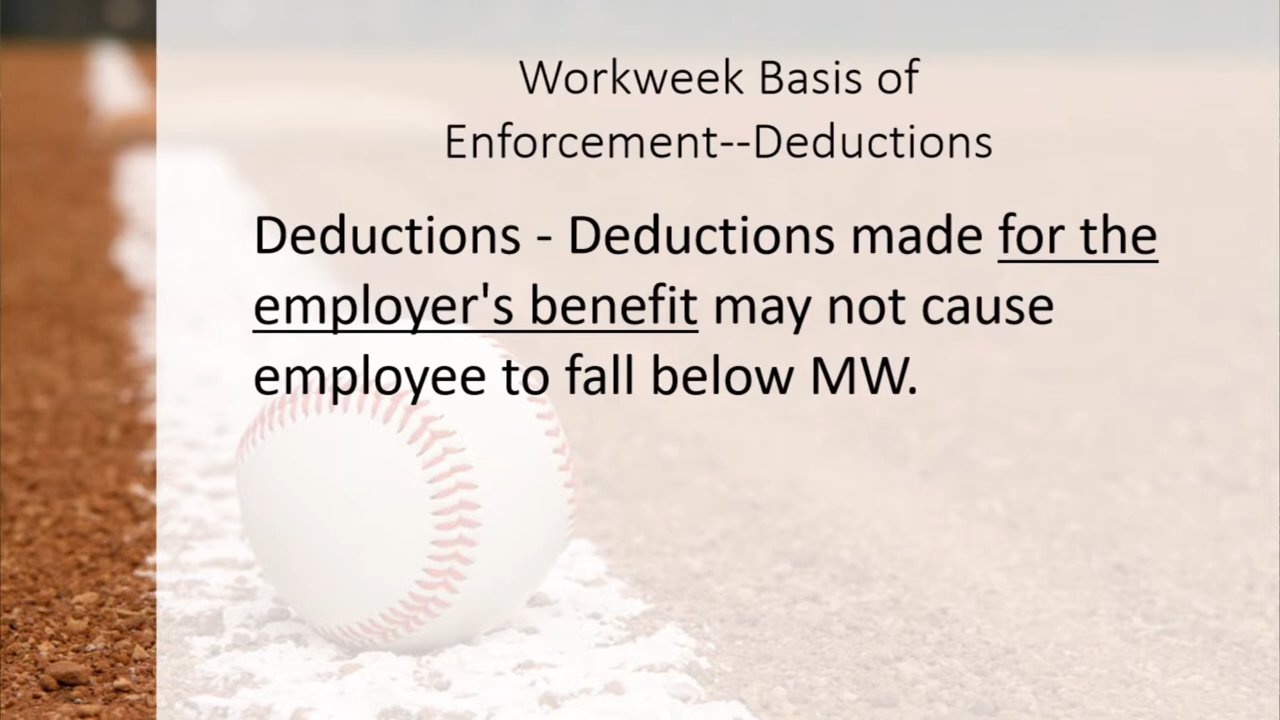 Workweek Basis of
Enforcement--Deductions
Deductions - Deductions made for the
employer's benefit may not cause
employee to fall below MW.